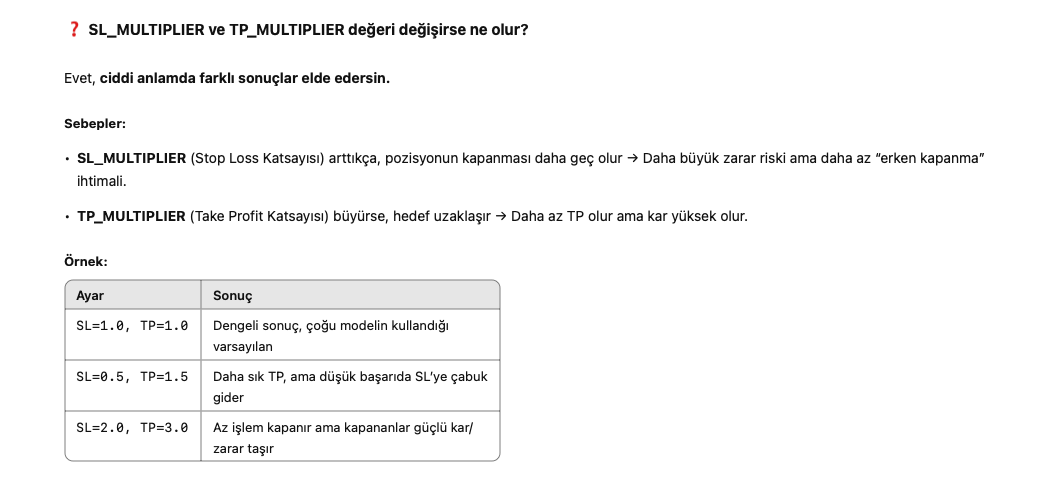 ❓ SL_MULTIPLIER ve TP_MULTIPLIER değeri değişirse ne olur?
Evet, ciddi anlamda farklı sonuçlar elde edersin.
Sebepler:
• SL_MULTIPLIER (Stop Loss Katsayısı) arttıkça, pozisyonun kapanması daha geç olur → Daha büyük zarar riski ama daha az “erken kapanma”
ihtimali.
• TP_MULTIPLIER (Take Profit Katsayısı) büyürse, hedef uzaklaşır → Daha az TP olur ama kar yüksek olur.
Örnek:
Ayar Sonuç
SL=1.0, TP=1.0 Dengeli sonuç, çoğu modelin kullandığı
varsayılan
SL=0.5, TP=1.5 Daha sık TP, ama düşük başarıda SL’ye çabuk
gider
SL=2.0, TP=3.0 Az işlem kapanır ama kapananlar güçlü kar/
zarar taşır